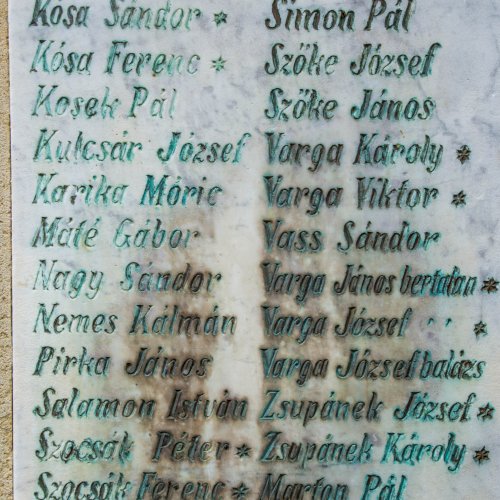 Kósa Sándor *
Kósa Ferenc *
Kosek Pál
Kulcsár József
Karika Móric
Máté Gábor
Nagy Sándor
Nemes Kálmán
Pirka János
Salamon István
Szocsák Péter *
Szocsák Ferenc *
Simon Pál
Szőke József
Szőke János
Varga Károly *
Varga Viktor *
Vass Sándor
Varga János bertalan *
Varga József *
Varga József balázs
Zsupánek József *
Zsupánek Károly *
Marton Pál